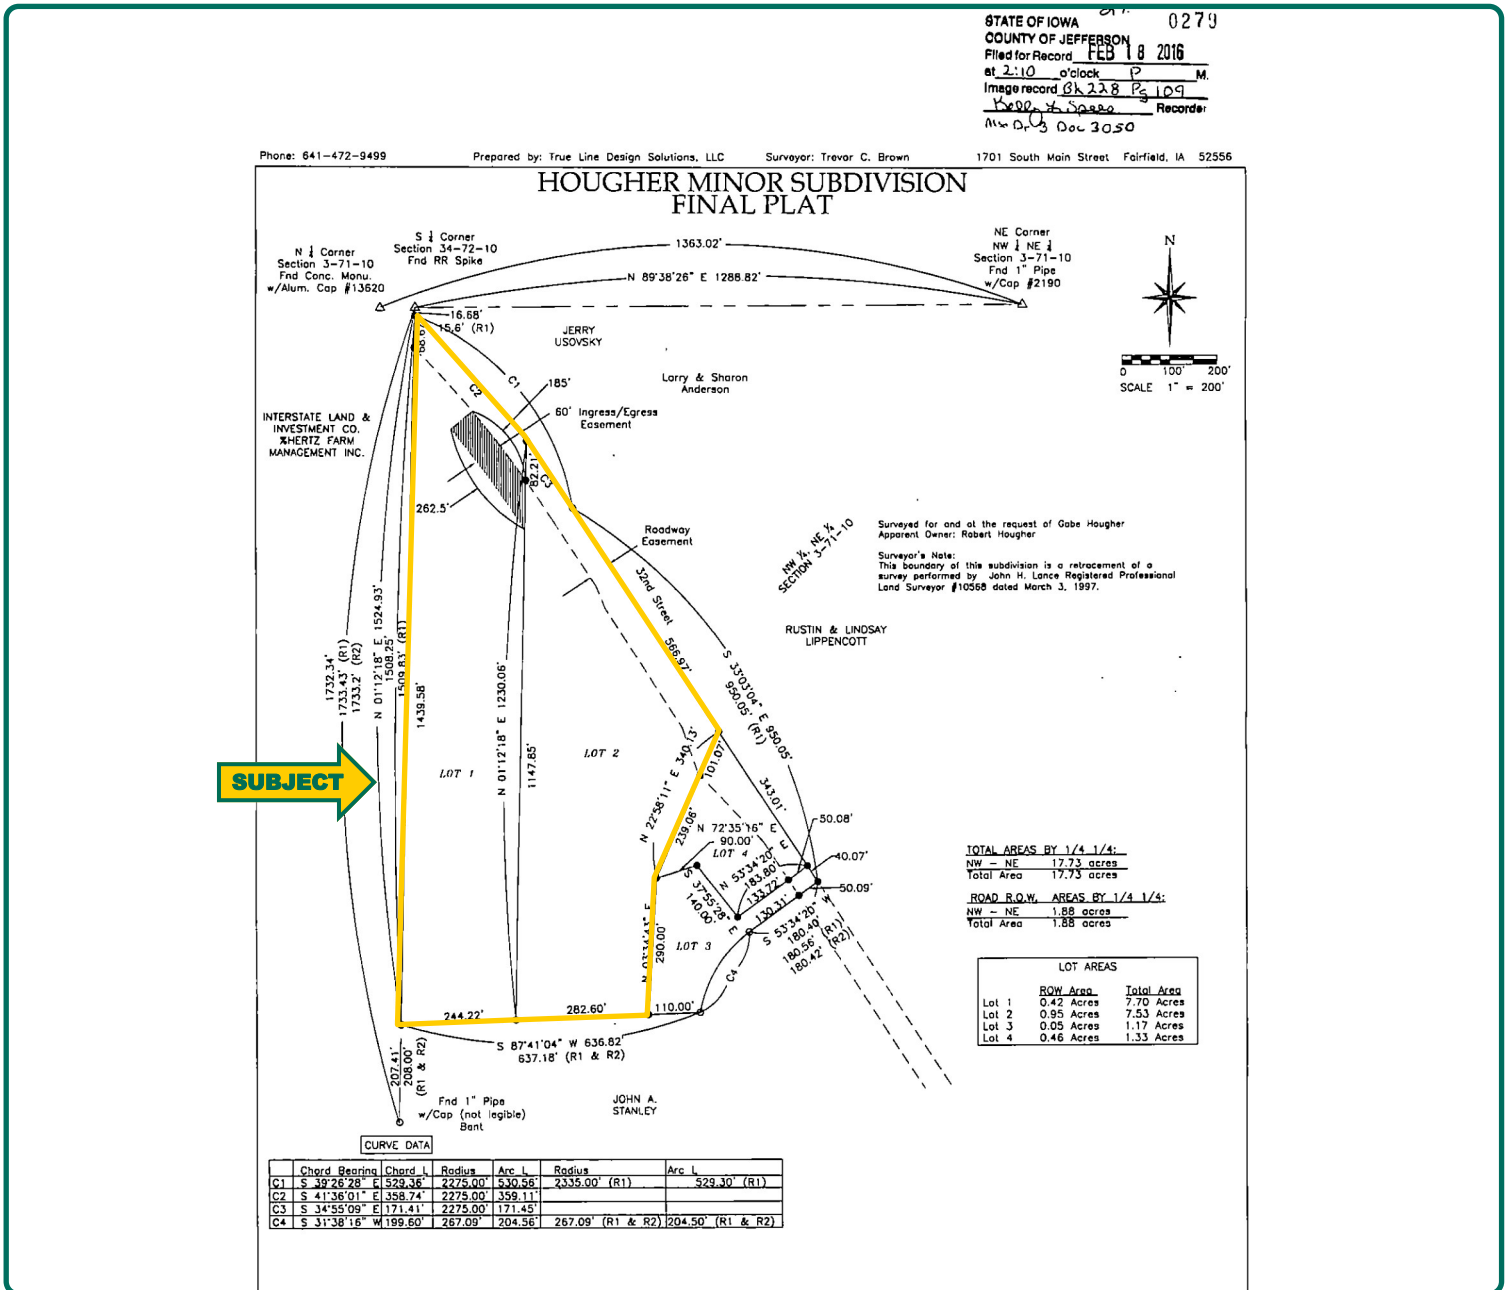 0279
STATE OF IOWA
COUNTY OF JEFFERSON
Filed for Record FEB 18 2016
at 2:10 o'clock P M.
Image record Bk 228 Pg 109
Recorder
3 Doc 3050
Phone: 641-472-9499 Prepared by: True Line Design Solutions, LLC Surveyor: Trevor C. Brown 1701 South Main Street Fairfield, IA 52556
HOUGHER MINOR SUBDIVISION
FINAL PLAT
N ¼ Corner
Section 3-71-10
Fnd Conc. Monu.
w/Alum. Cap #13620
S ¼ Corner
Section 34-72-10
Fnd RR Spike
1363.02'
N 89°38'26" E 1288.82'
NE Corner
NW ¼ NE ¼
Section 3-71-10
Fnd 1" Pipe
w/Cap #2190
N
0 100' 200'
SCALE 1" = 200'
16.68'
15.6' (R1)
JERRY
USOVSKY
C1
C2
185'
Larry & Sharon
Anderson
60' Ingress/Egress
Easement
INTERSTATE LAND &
INVESTMENT CO.
%HERTZ FARM
MANAGEMENT INC.
82.21'
C3
262.5'
Roadway
Easement
NW ¼, NE ¼
SECTION 3-71-10
Surveyed for and at the request of Gabe Hougher
Apparent Owner: Robert Hougher
Surveyor's Note:
This boundary of this subdivision is a retracement of a
survey performed by John H. Lance Registered Professional
Land Surveyor #10568 dated March 3, 1997.
32nd Street
566.97'
RUSTIN & LINDSAY
LIPPENCOTT
S 33°03'04" E 950.05'
950.05' (R1)
1732.34'
1733.43' (R1)
1733.2' (R2)
N 01°12'18" E 1524.93'
1508.25'
1509.83' (R1)
1439.58'
N 01°12'18" E 1230.06'
1147.85'
SUBJECT
LOT 1
LOT 2
N 22°58'11" E 340.13'
101.07'
239.06'
343.01'
N 72°35'16" E
90.00'
LOT 4
50.08'
40.07'
50.09'
N 53°34'20" E
183.80'
133.72'
130.31'
S 37°55'28" E
140.00'
S 53°34'20" W
180.40'
180.56' (R1)
180.42' (R2)
290.00'
LOT 3
C4
244.22'
282.60'
110.00'
S 87°41'04" W 636.82'
637.18' (R1 & R2)
207.41'
208.00'
(R1 & R2)
Fnd 1" Pipe
w/Cap (not legible)
Bent
JOHN A.
STANLEY
TOTAL AREAS BY 1/4 1/4:
NW - NE 17.73 acres
Total Area 17.73 acres
ROAD R.O.W. AREAS BY 1/4 1/4:
NW - NE 1.88 acres
Total Area 1.88 acres
LOT AREAS
ROW Area Total Area
Lot 1 0.42 Acres 7.70 Acres
Lot 2 0.95 Acres 7.53 Acres
Lot 3 0.05 Acres 1.17 Acres
Lot 4 0.46 Acres 1.33 Acres
CURVE DATA
Chord Bearing Chord L Radius Arc L Radius Arc L
C1 S 39°26'28" E 529.36' 2275.00' 530.56' 2335.00' (R1) 529.30' (R1)
C2 S 41°36'01" E 358.74' 2275.00' 359.11'
C3 S 34°55'09" E 171.41' 2275.00' 171.45'
C4 S 31°38'16" W 199.60' 267.09' 204.56' 267.09' (R1 & R2) 204.50' (R1 & R2)